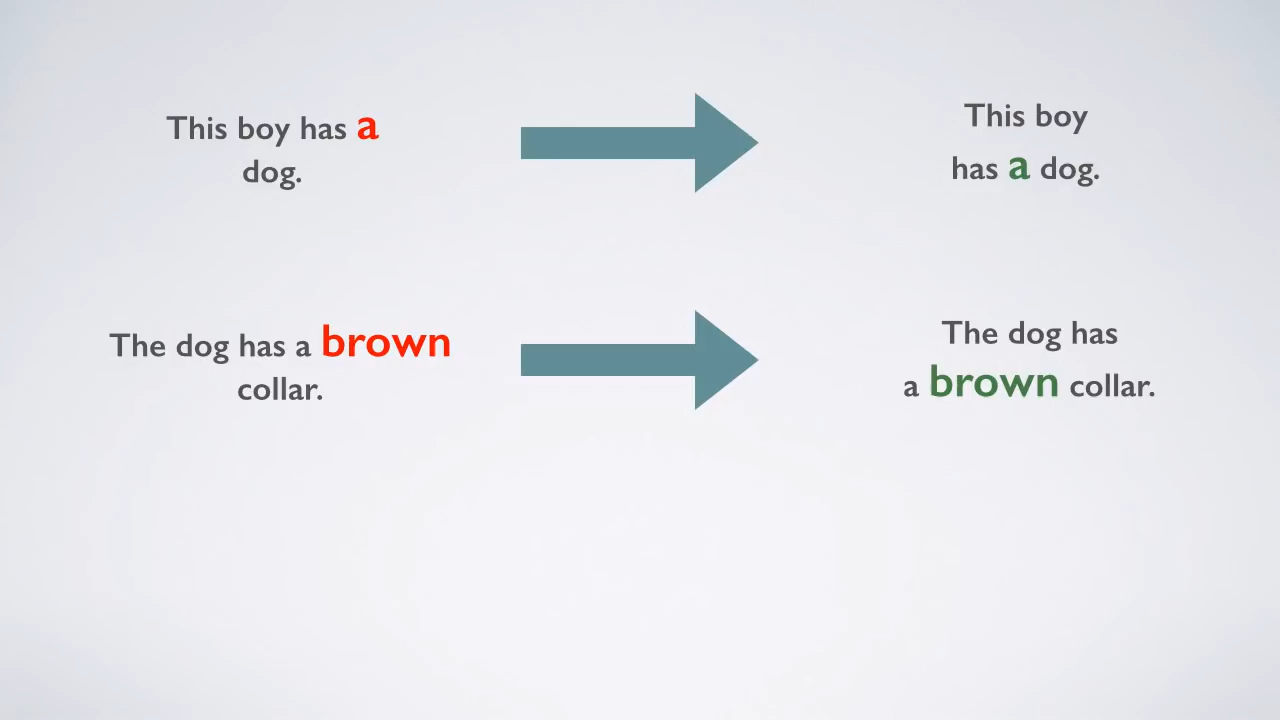 This boy has a
dog.
This boy
has a dog.
The dog has a brown
collar.
The dog has
a brown collar.